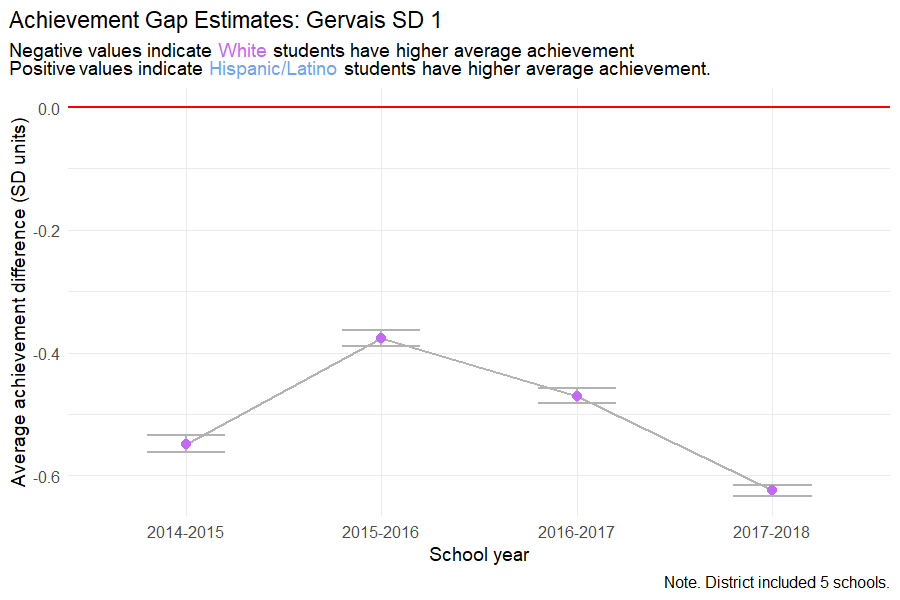 Achievement Gap Estimates: Gervais SD 1
Negative values indicate White students have higher average achievement
Positive values indicate Hispanic/Latino students have higher average achievement.
Average achievement difference (SD units)
0.0
-0.2
-0.4
-0.6
2014-2015 2015-2016 2016-2017 2017-2018
School year
Note. District included 5 schools.